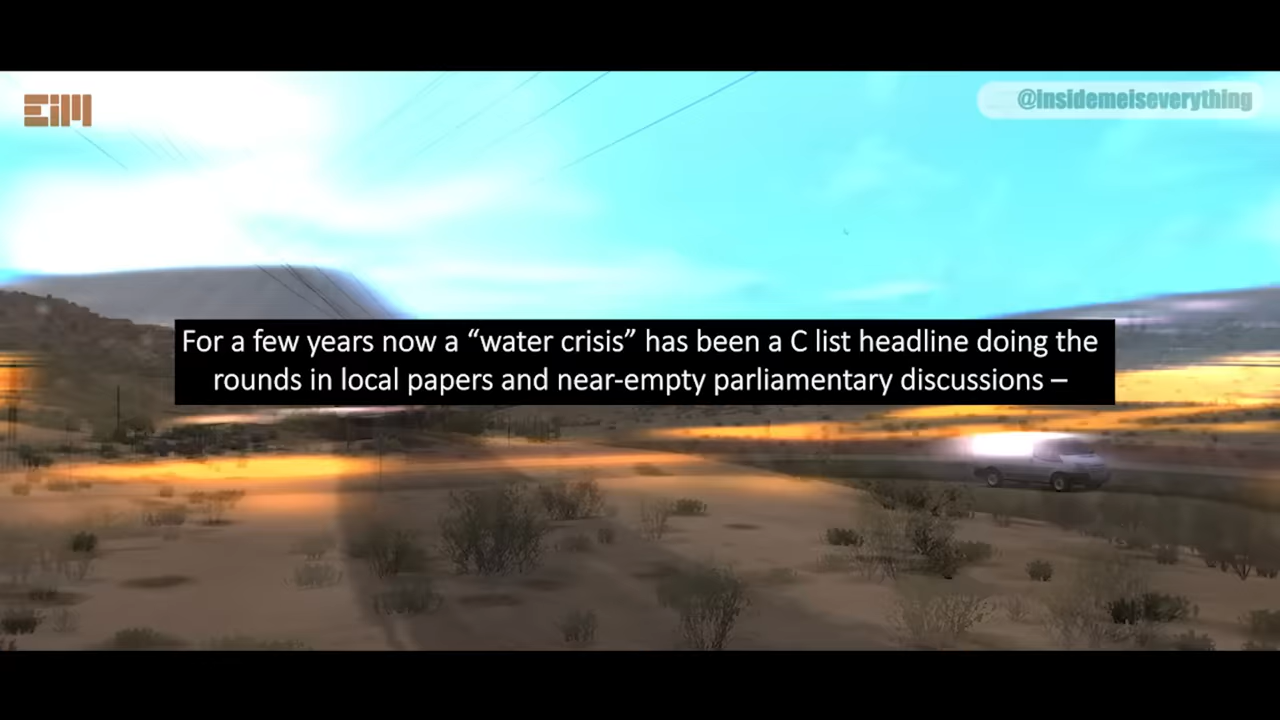 EiM
@insidemeiseverything
For a few years now a “water crisis” has been a C list headline doing the
rounds in local papers and near-empty parliamentary discussions –